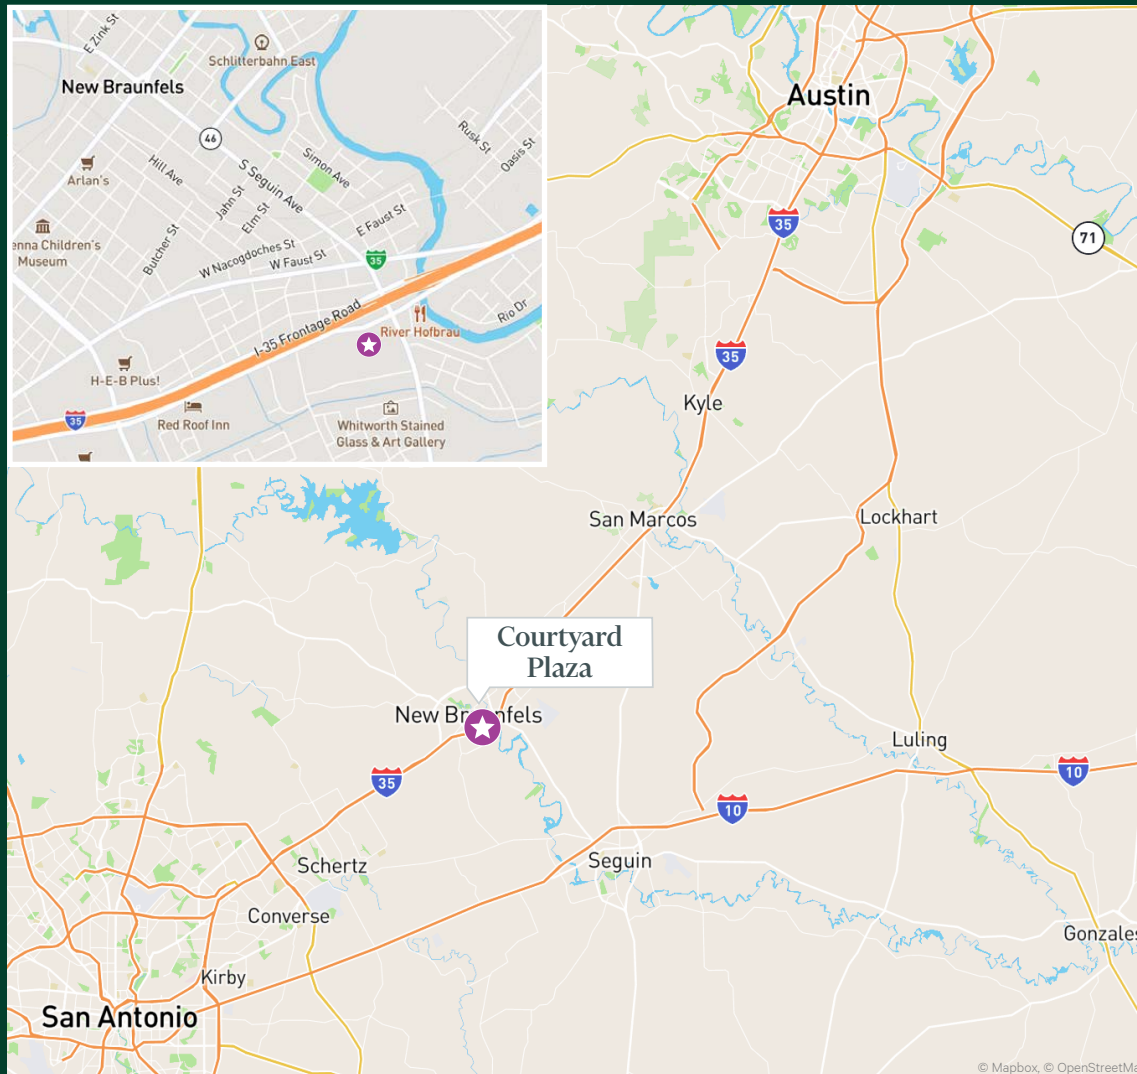 E Zink St
Schlitterbahn East
New Braunfels
46
Rusk St
Oasis St
Arlan's
Hill Ave
S Seguin Ave
Simon Ave
Jahn St
Elm St
E Faust St
enna Children's
Museum
Butcher St
W Nacogdoches St
W Faust St
35
I-35 Frontage Road
Rio Dr
River Hofbrau
H-E-B Plus!
35
Red Roof Inn
Whitworth Stained
Glass & Art Gallery
Austin
35
71
35
Kyle
San Marcos
Lockhart
Courtyard
Plaza
New Br nfels
Luling
35
10
10
Schertz
Seguin
Converse
Gonzales
Kirby
San Antonio
© Mapbox, © OpenStreetMa